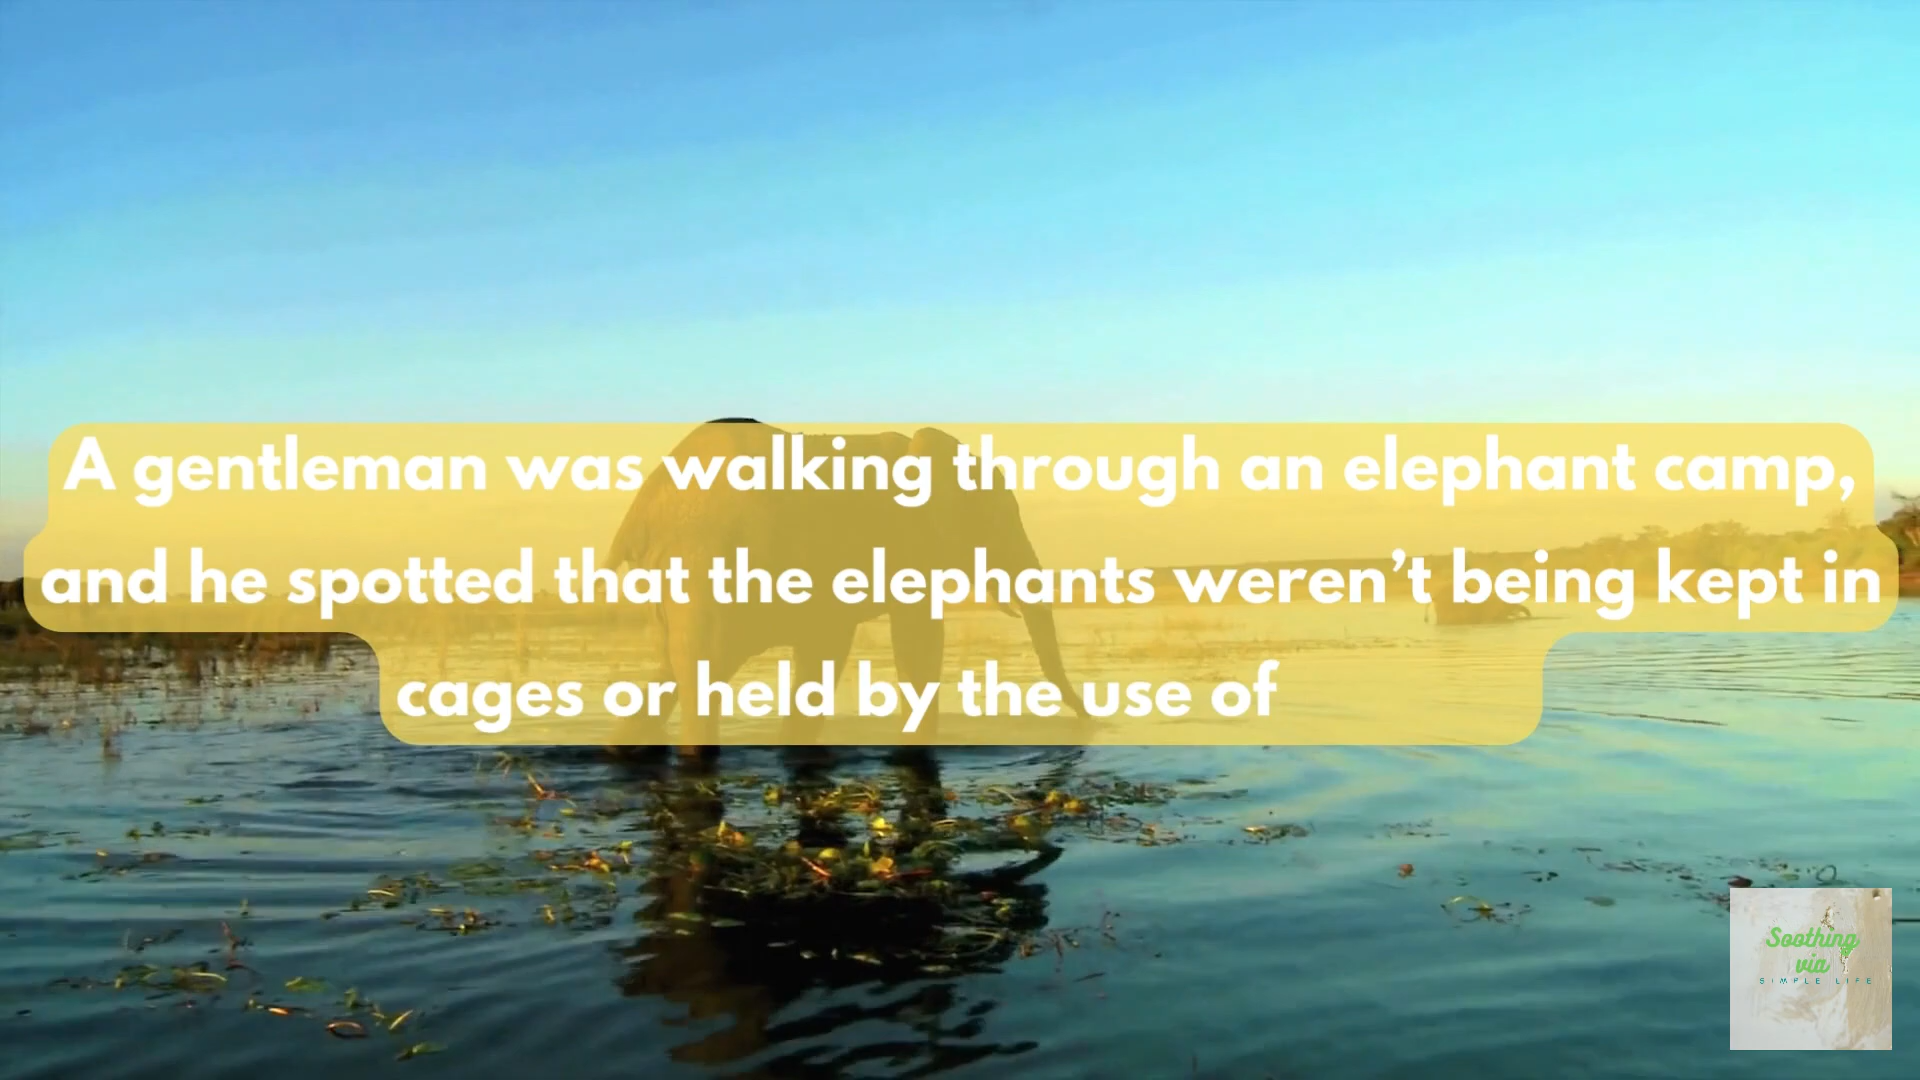 A gentleman was walking through an elephant camp,
and he spotted that the elephants weren’t being kept in
cages or held by the use of
Soothing
via
SIMPLE LIFE